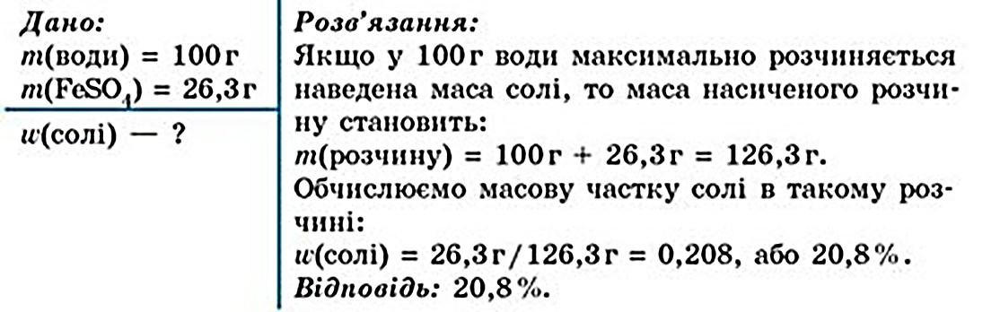 Дано:
m(води) = 100 г
m(FeSO₄) = 26,3 г
w(солі) — ?
Розв'язання:
Якщо у 100 г води максимально розчиняється
наведена маса солі, то маса насиченого розчи-
ну становить:
m(розчину) = 100 г + 26,3 г = 126,3 г.
Обчислюємо масову частку солі в такому роз-
чині:
w(солі) = 26,3 г/126,3 г = 0,208, або 20,8 %.
Відповідь: 20,8 %.